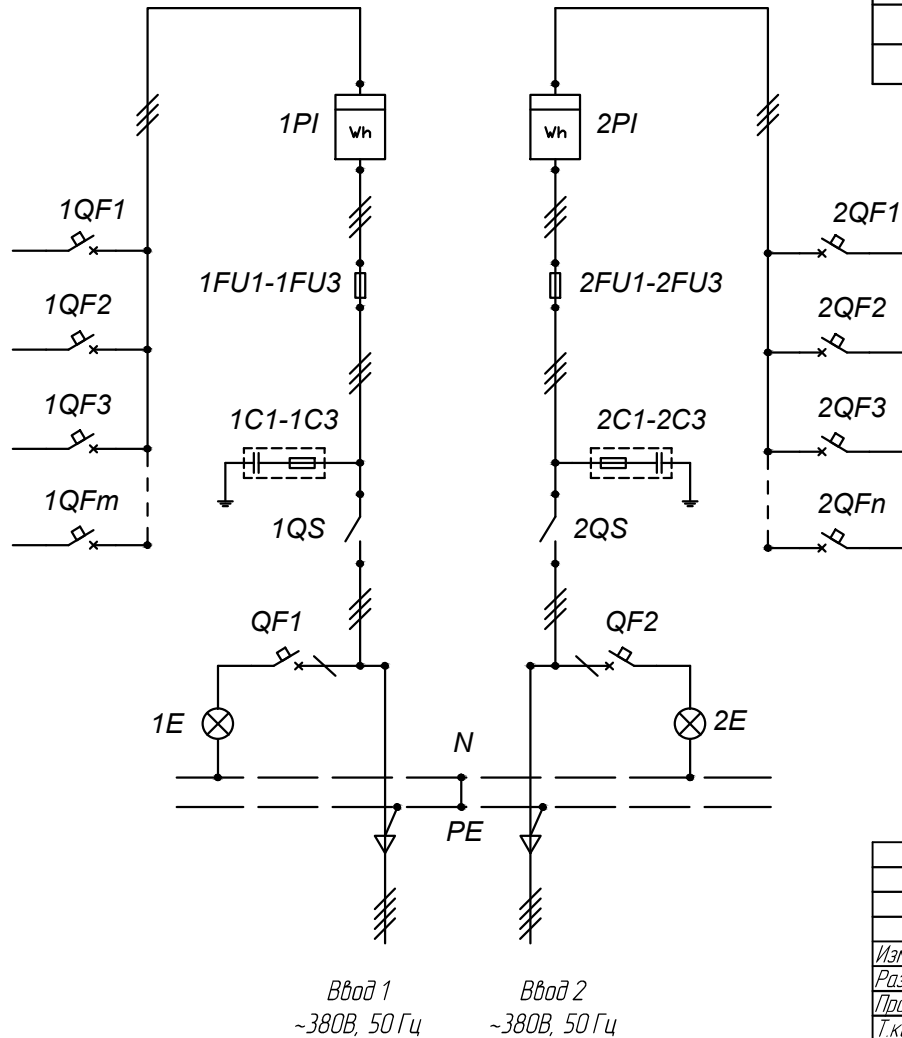 1PI
Wh
Wh
2PI
1QF1
2QF1
1FU1-1FU3
2FU1-2FU3
1QF2
2QF2
1QF3
1C1-1C3
2C1-2C3
2QF3
1QFm
1QS
2QS
2QFn
QF1
QF2
1E
2E
N
PE
Ввод 1
~380В, 50 Гц
Ввод 2
~380В, 50 Гц